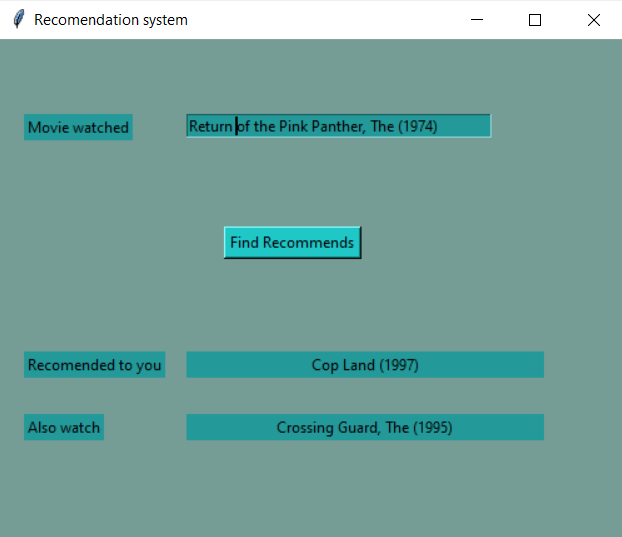 Recomendation system
Movie watched
Return of the Pink Panther, The (1974)
Find Recommends
Recomended to you
Cop Land (1997)
Also watch
Crossing Guard, The (1995)